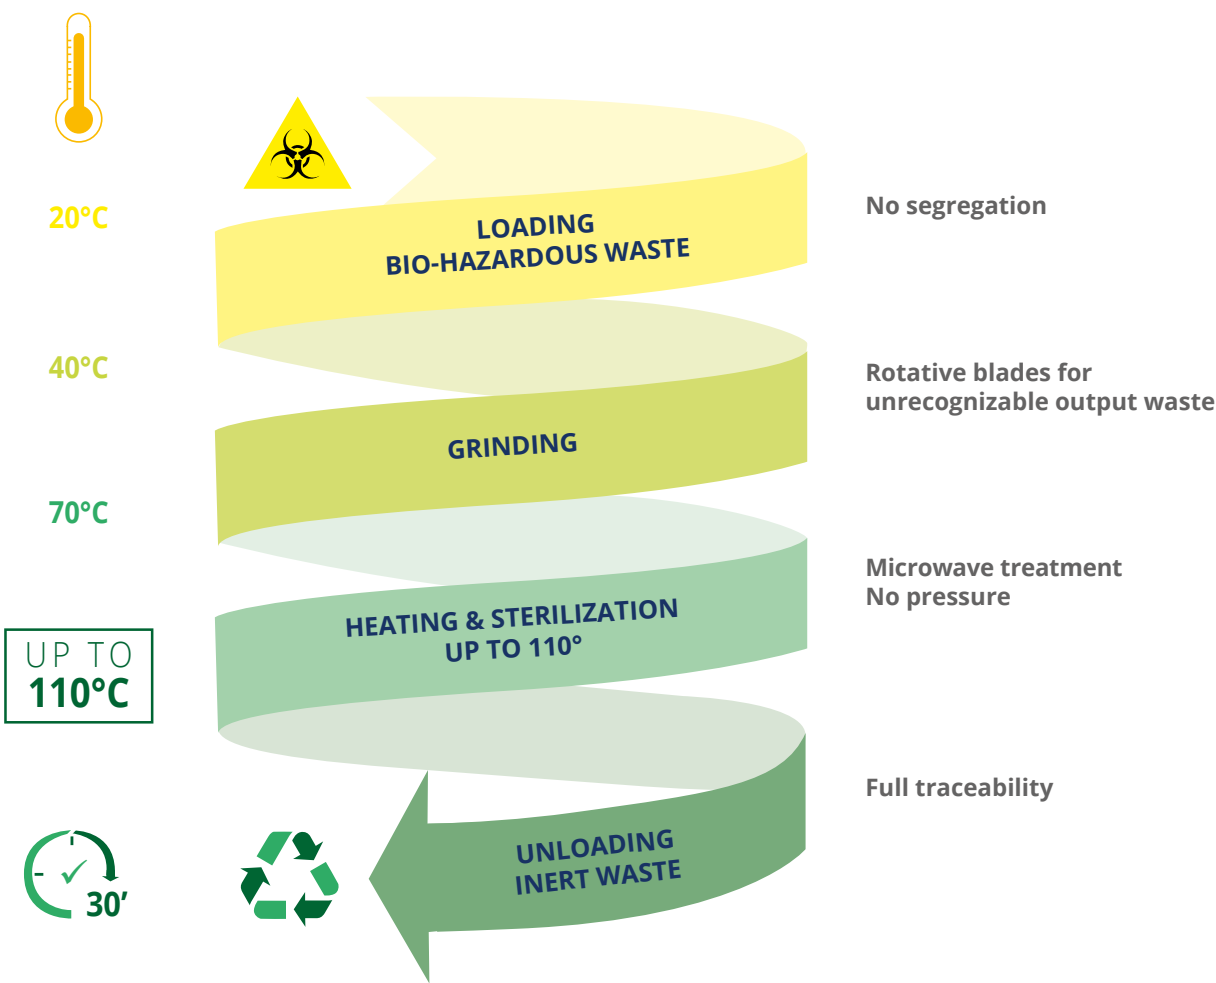 20°C
LOADING
BIO-HAZARDOUS WASTE
No segregation
40°C
Rotative blades for
unrecognizable output waste
GRINDING
70°C
Microwave treatment
No pressure
HEATING & STERILIZATION
UP TO 110°
UP TO
110°C
Full traceability
UNLOADING
INERT WASTE
30’